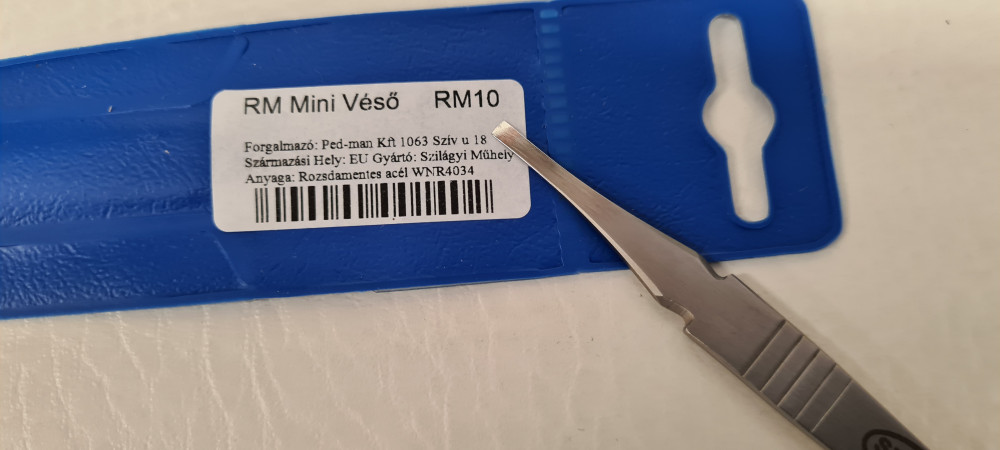 RM Mini Véső RM10
Forgalmazó: Ped-man Kft 1063 Szív u 18
Származási Hely: EU Gyártó: Szilágyi Műhely
Anyaga: Rozsdamentes acél WNR4034